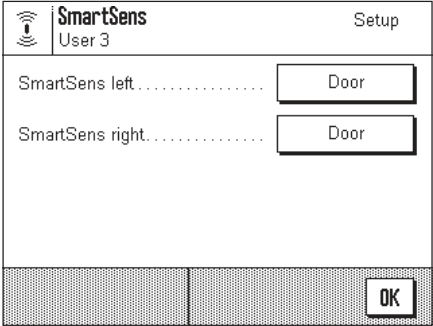 SmartSens
Setup
User 3
SmartSens left................ Door
SmartSens right............... Door
OK